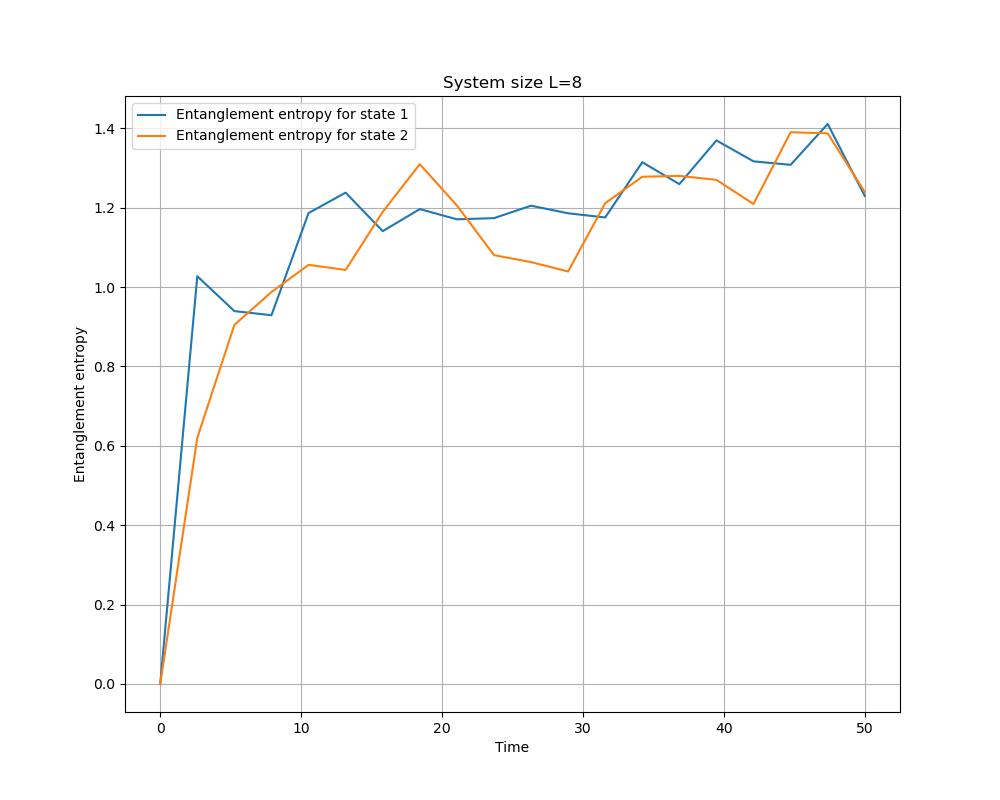 System size L=8
Entanglement entropy for state 1
Entanglement entropy for state 2
Entanglement entropy
1.4
1.2
1.0
0.8
0.6
0.4
0.2
0.0
0 10 20 30 40 50
Time